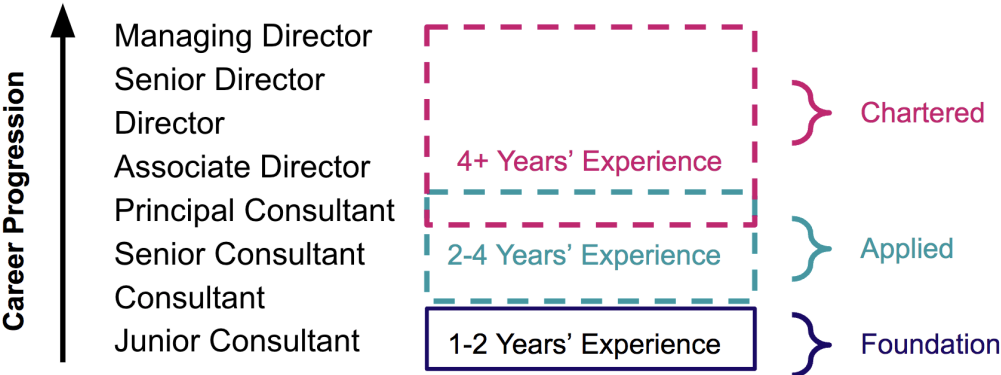 Career Progression
Managing Director
Senior Director
Director
Associate Director
Principal Consultant
Senior Consultant
Consultant
Junior Consultant
4+ Years’ Experience
2-4 Years’ Experience
1-2 Years’ Experience
Chartered
Applied
Foundation